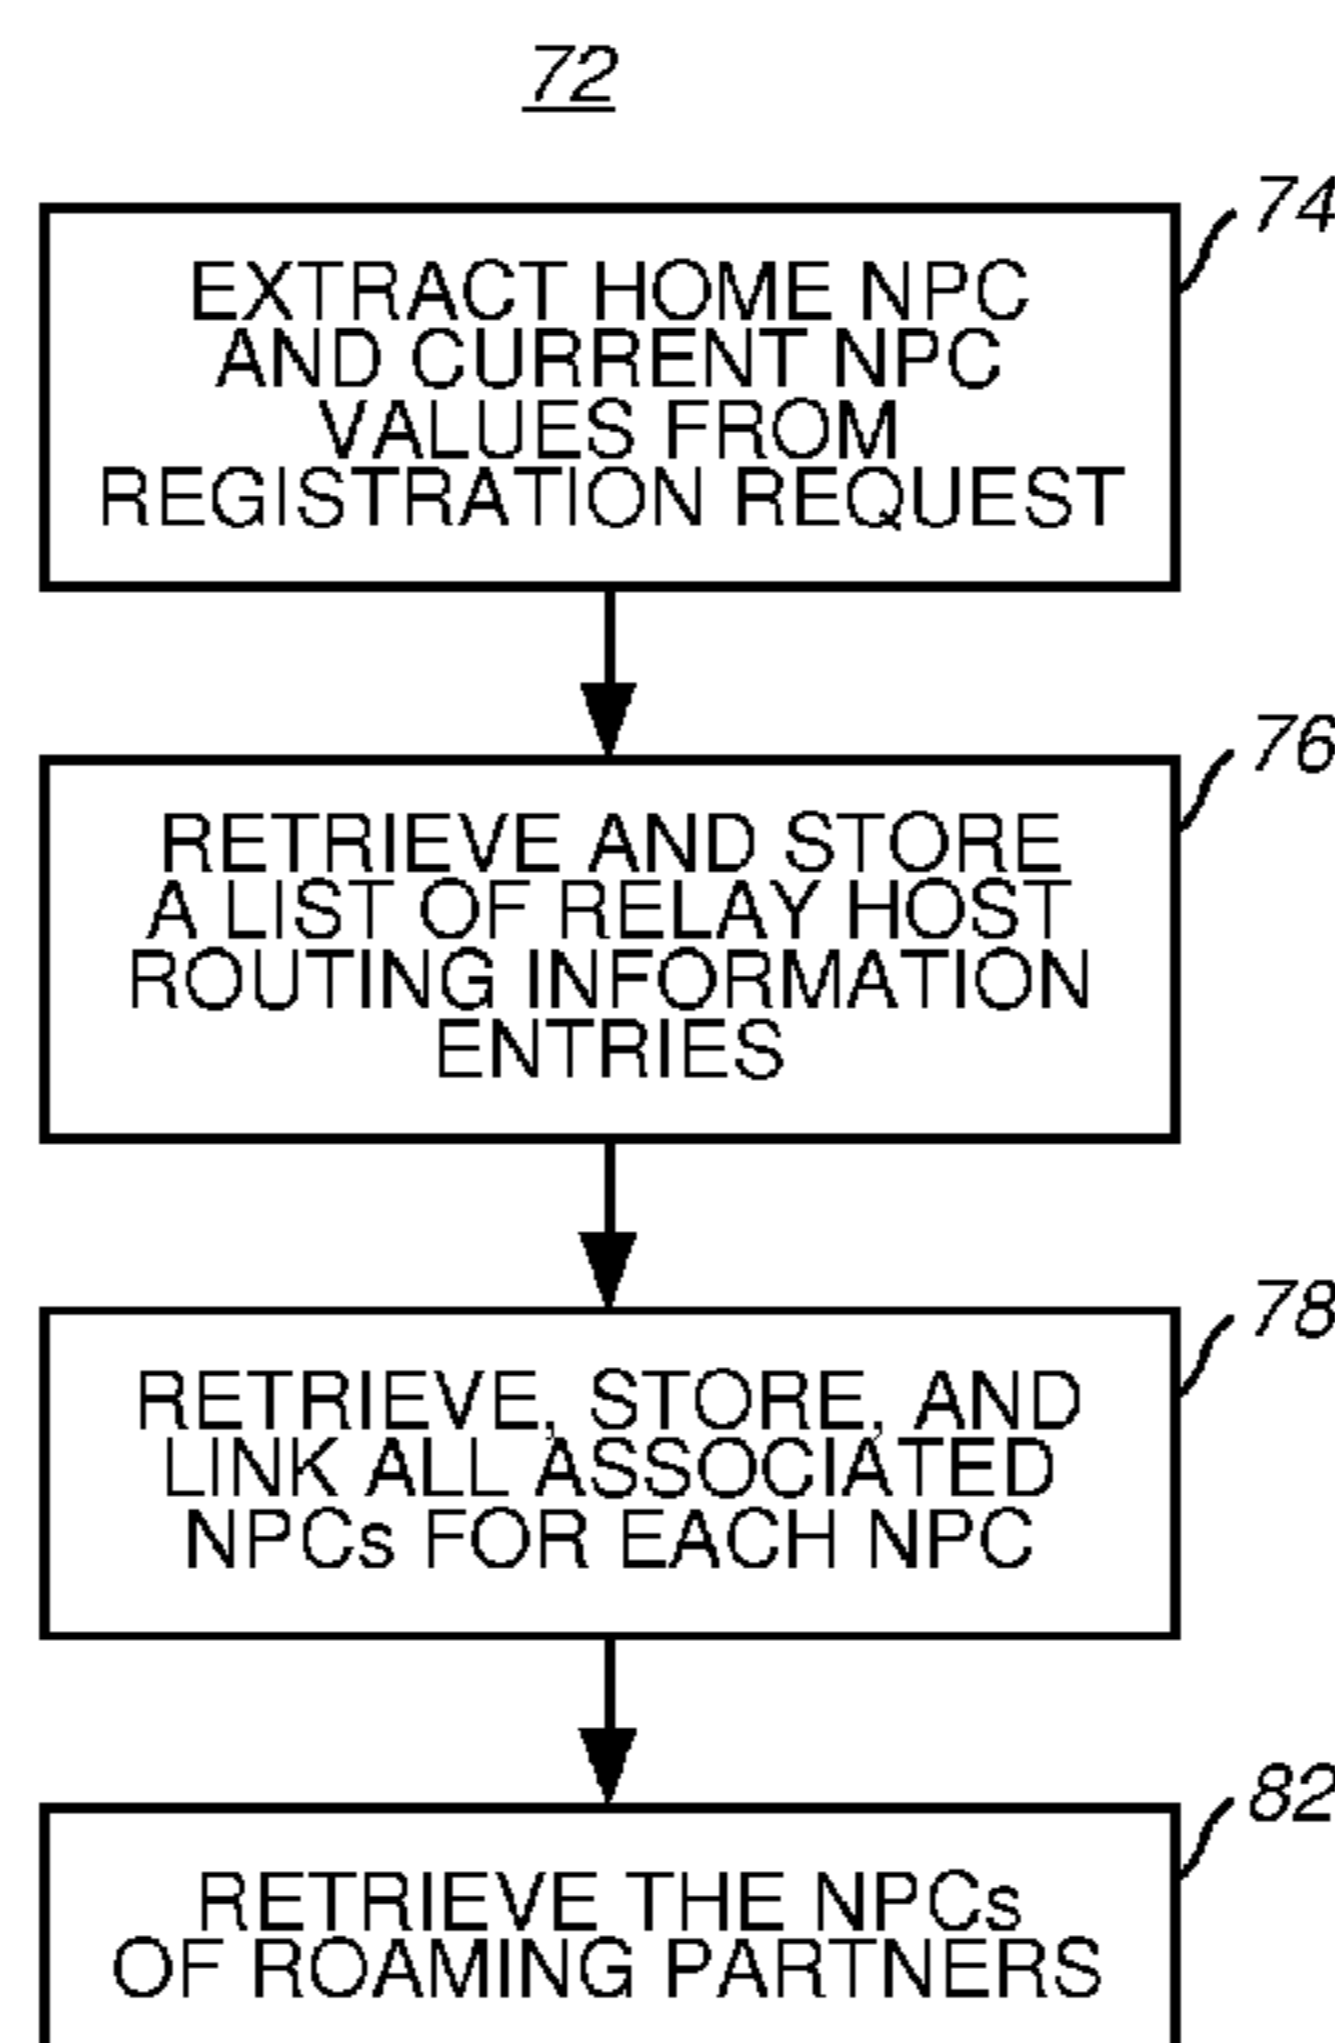 72
74
EXTRACT HOME NPC
AND CURRENT NPC
VALUES FROM
REGISTRATION REQUEST
76
RETRIEVE AND STORE
A LIST OF RELAY HOST
ROUTING INFORMATION
ENTRIES
78
RETRIEVE, STORE, AND
LINK ALL ASSOCIATED
NPCs FOR EACH NPC
82
RETRIEVE THE NPCs
OF ROAMING PARTNERS